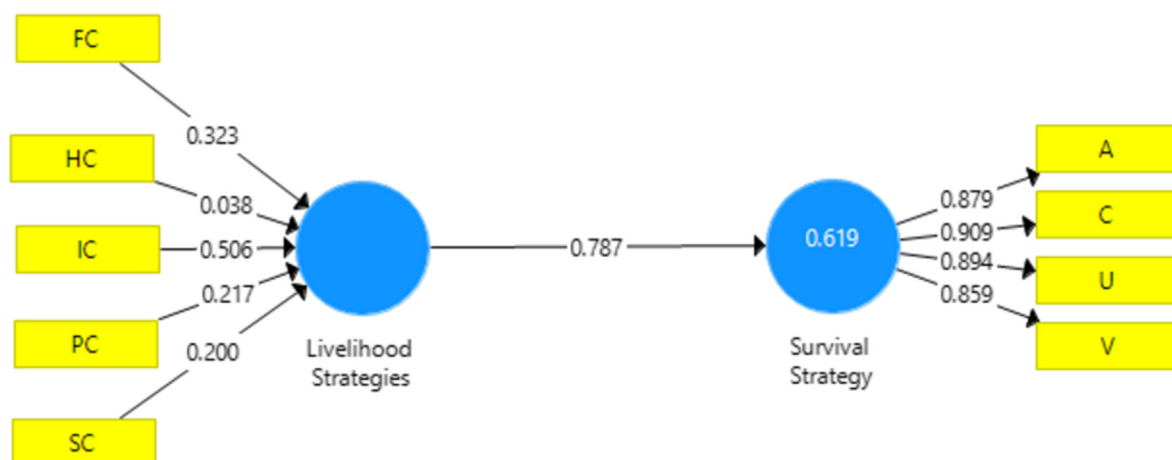 FC
HC
IC
PC
SC
0.323
0.038
0.506
0.217
0.200
Livelihood
Strategies
0.787
0.619
Survival
Strategy
0.879
0.909
0.894
0.859
A
C
U
V